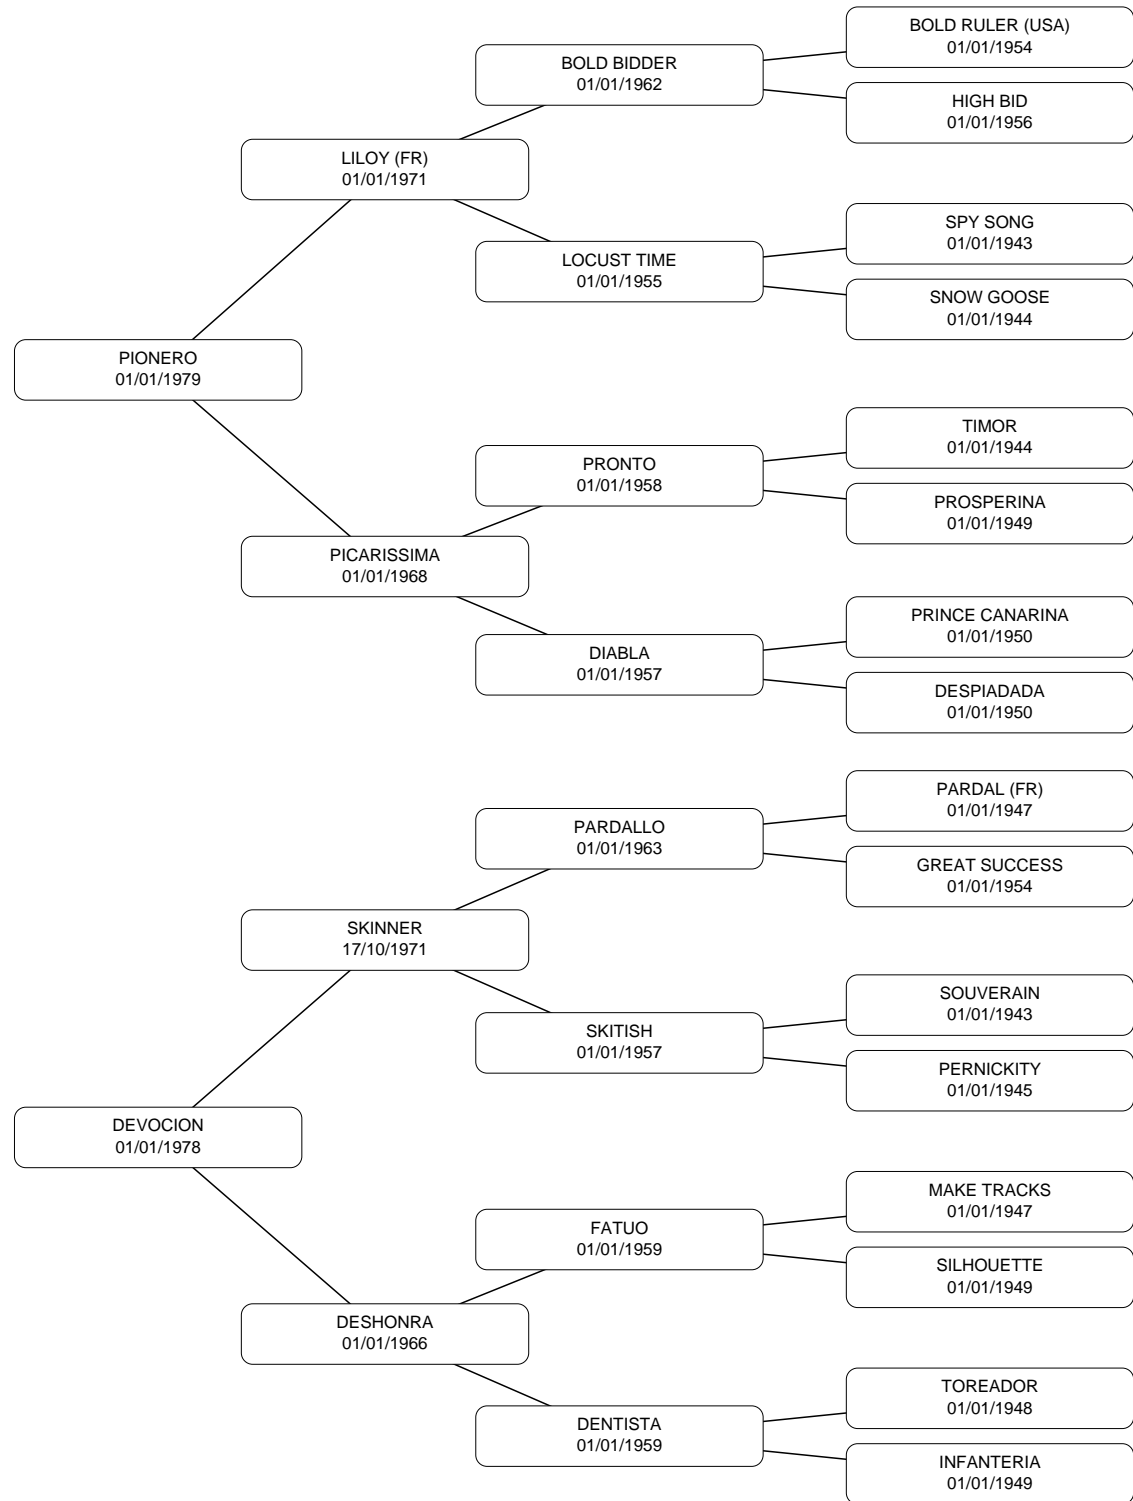 BOLD RULER (USA)
01/01/1954
BOLD BIDDER
01/01/1962
HIGH BID
01/01/1956
LILOY (FR)
01/01/1971
SPY SONG
01/01/1943
LOCUST TIME
01/01/1955
SNOW GOOSE
01/01/1944
PIONERO
01/01/1979
TIMOR
01/01/1944
PRONTO
01/01/1958
PROSPERINA
01/01/1949
PICARISSIMA
01/01/1968
PRINCE CANARINA
01/01/1950
DIABLA
01/01/1957
DESPIADADA
01/01/1950
PARDAL (FR)
01/01/1947
PARDALLO
01/01/1963
GREAT SUCCESS
01/01/1954
SKINNER
17/10/1971
SOUVERAIN
01/01/1943
SKITISH
01/01/1957
PERNICKITY
01/01/1945
DEVOCION
01/01/1978
MAKE TRACKS
01/01/1947
FATUO
01/01/1959
SILHOUETTE
01/01/1949
DESHONRA
01/01/1966
TOREADOR
01/01/1948
DENTISTA
01/01/1959
INFANTERIA
01/01/1949